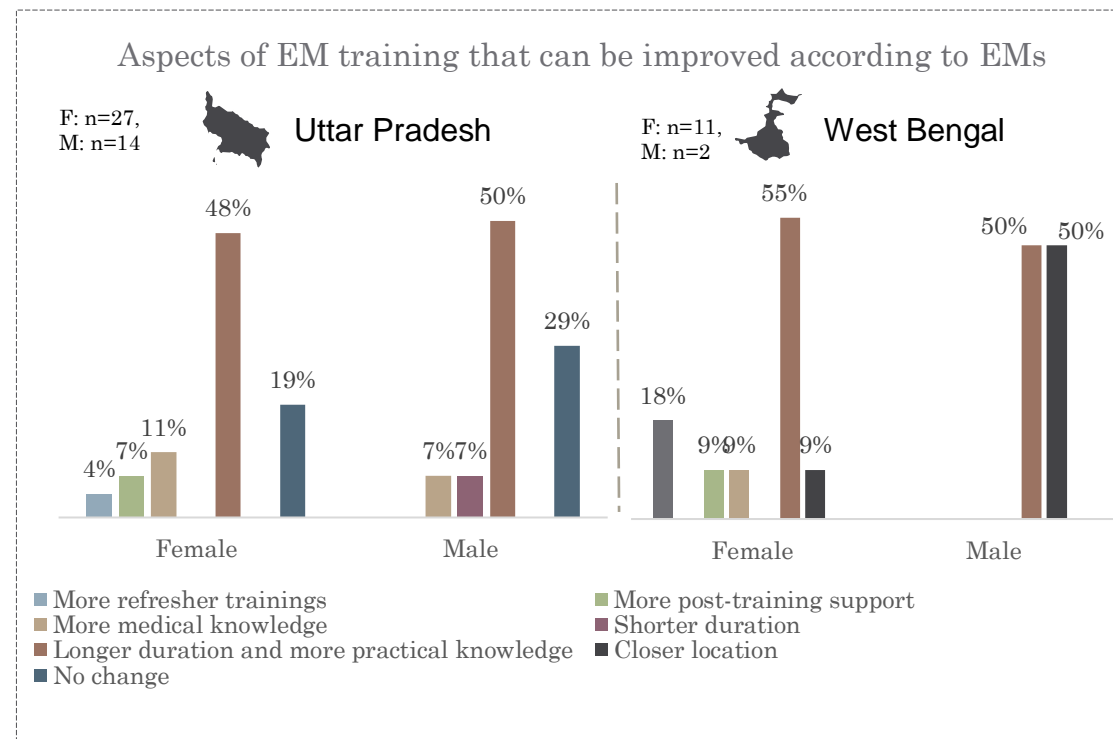 Aspects of EM training that can be improved according to EMs
F: n=27,
M: n=14
Uttar Pradesh
F: n=11,
M: n=2
West Bengal
4%
7%
11%
48%
19%
7%
7%
50%
29%
18%
9%
9%
55%
9%
50%
50%
Female
Male
Female
Male
More refresher trainings
More post-training support
More medical knowledge
Shorter duration
Longer duration and more practical knowledge
Closer location
No change